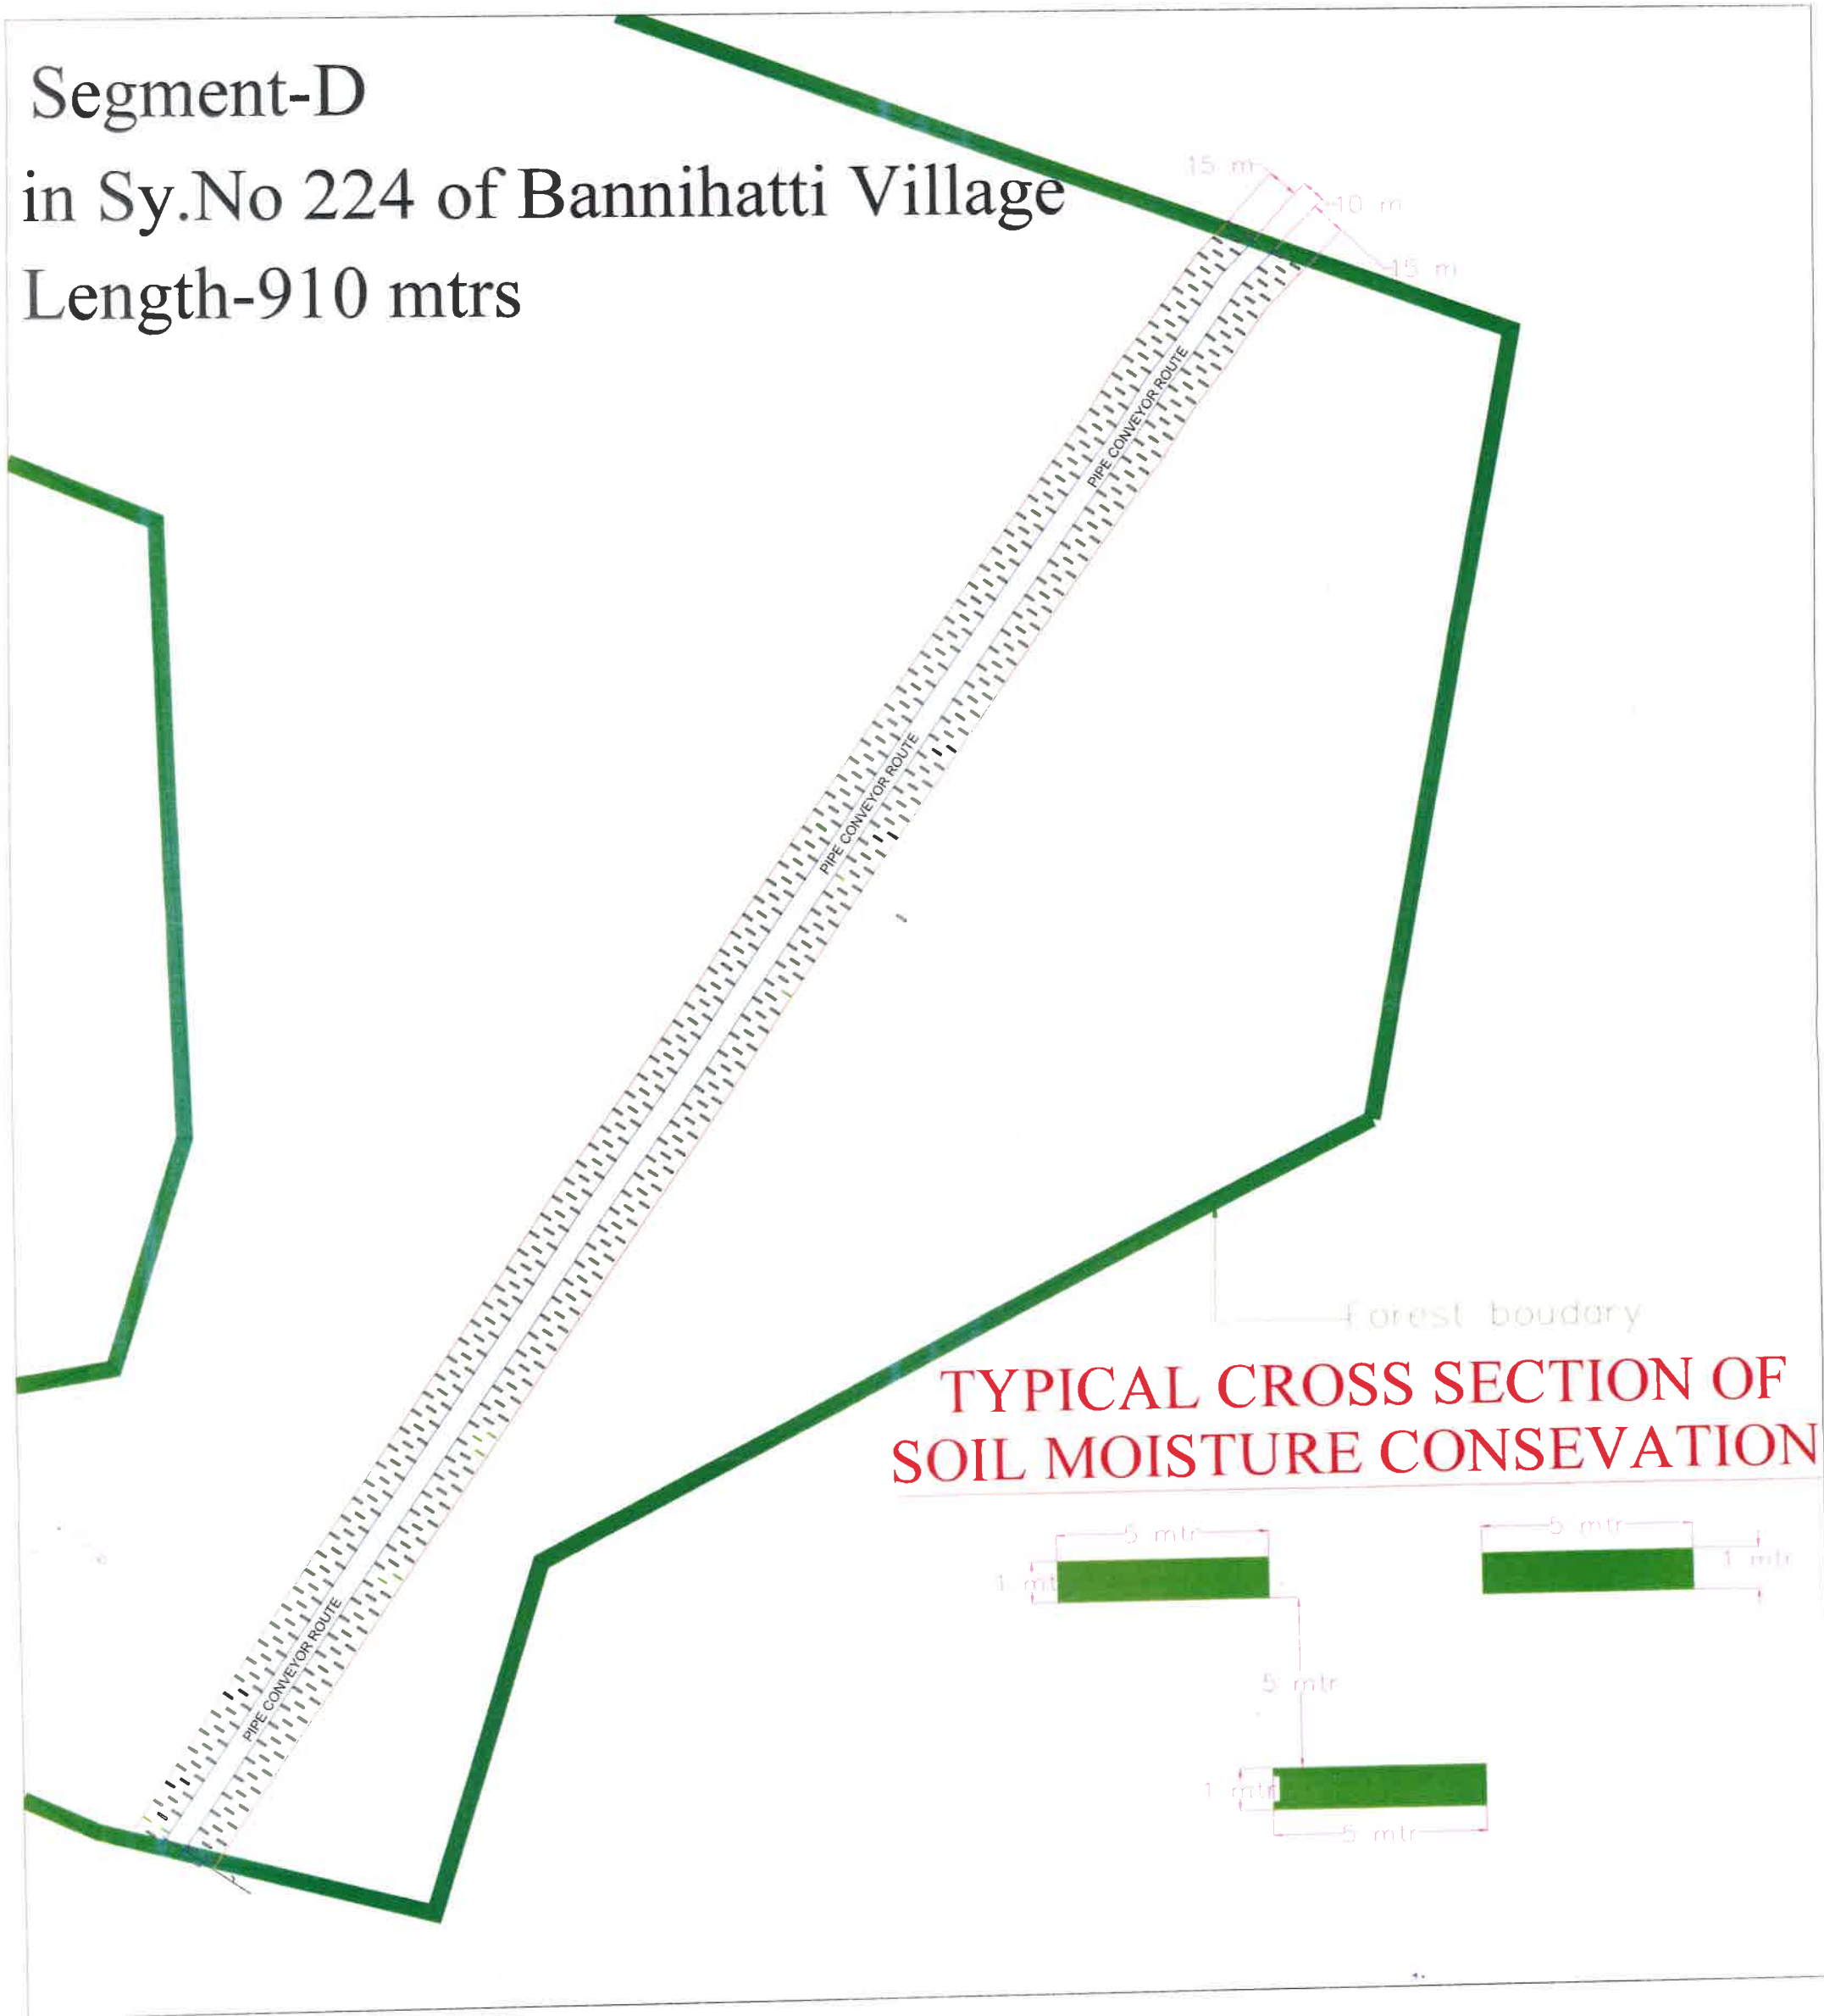 Segment-D
in Sy.No 224 of Bannihatti Village
Length-910 mtrs
15 m
10 m
15 m
PIPE CONVEYOR ROUTE
PIPE CONVEYOR ROUTE
PIPE CONVEYOR ROUTE
Forest boudary
TYPICAL CROSS SECTION OF
SOIL MOISTURE CONSEVATION
5 mtr
5 mtr
1 mt
1 mtr
5 mtr
1 mtr
5 mtr